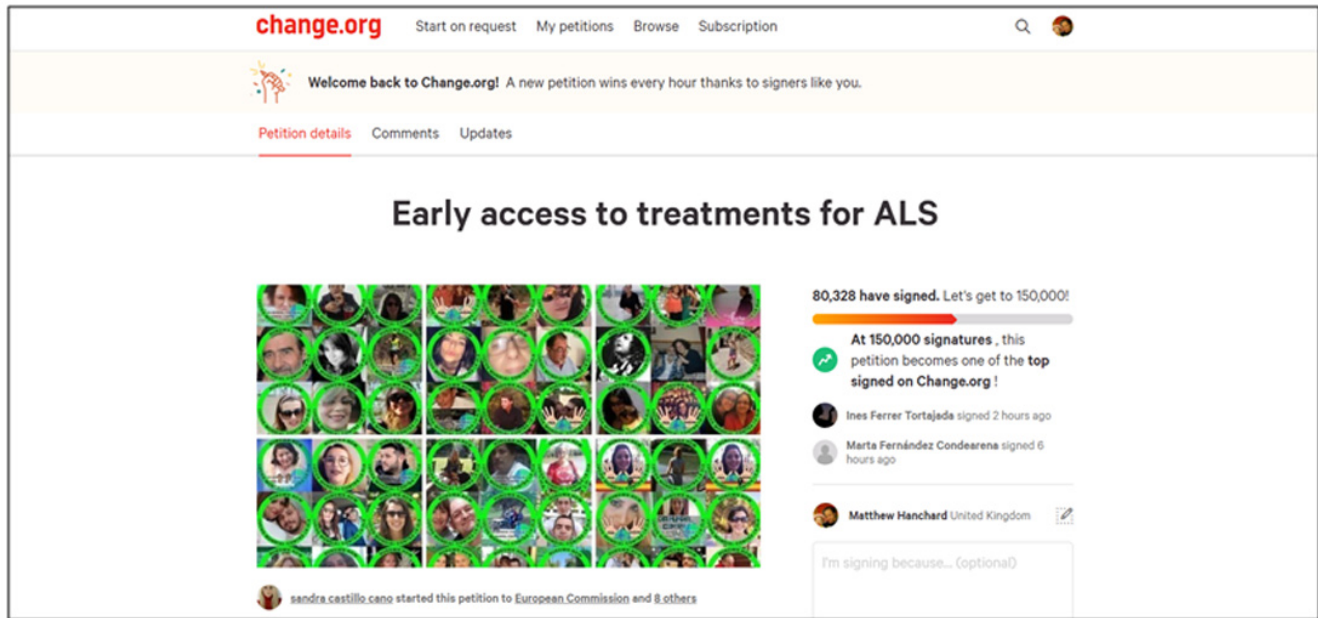 change.org Start on request My petitions Browse Subscription
Welcome back to Change.org! A new petition wins every hour thanks to signers like you.
Petition details Comments Updates
Early access to treatments for ALS
80,328 have signed. Let's get to 150,000!
At 150,000 signatures , this
petition becomes one of the top
signed on Change.org !
Ines Ferrer Tortajada signed 2 hours ago
Marta Fernández Condearena signed 6
hours ago
Matthew Hanchard United Kingdom
I'm signing because... (optional)
sandra castillo cano started this petition to European Commission and 8 others